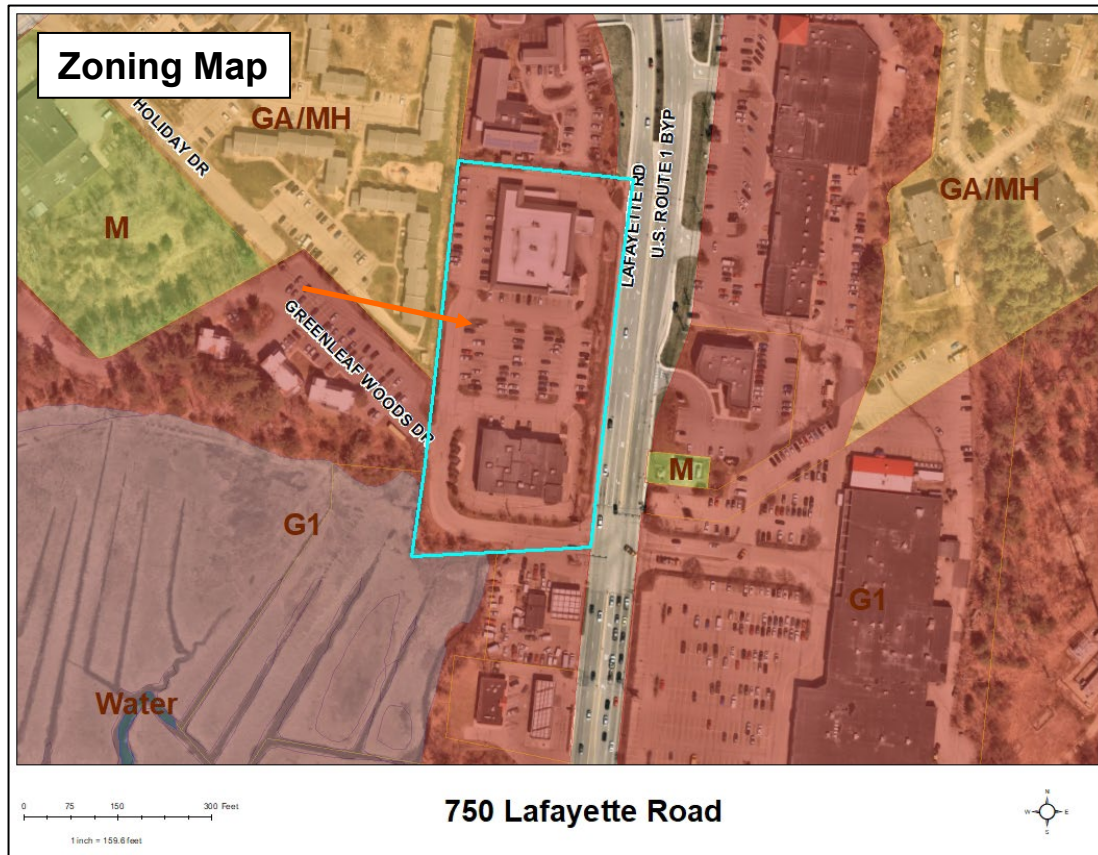 Zoning Map
HOLIDAY DR
GA/MH
M
LAFAYETTE RD
U.S. ROUTE 1 BYP
GA/MH
GREENLEAF WOODS DR
M
G1
G1
Water
0 75 150 300 Feet
1 inch = 159.6 feet
750 Lafayette Road
N
W E
S